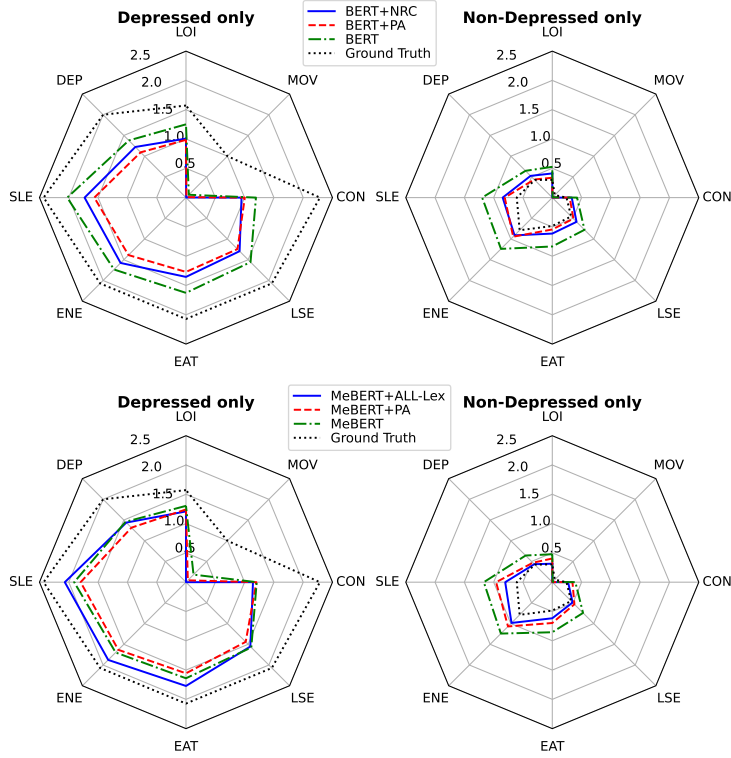 Depressed only
BERT+NRC
BERT+PA
BERT
Ground Truth
Non-Depressed only
LOI
MOV
CON
LSE
EAT
ENE
SLE
DEP
2.5
2.0
1.5
1.0
0.5
LOI
MOV
CON
LSE
EAT
ENE
SLE
DEP
2.5
2.0
1.5
1.0
0.5
Depressed only
MeBERT+ALL-Lex
MeBERT+PA
MeBERT
Ground Truth
Non-Depressed only
LOI
MOV
CON
LSE
EAT
ENE
SLE
DEP
2.5
2.0
1.5
1.0
0.5
LOI
MOV
CON
LSE
EAT
ENE
SLE
DEP
2.5
2.0
1.5
1.0
0.5